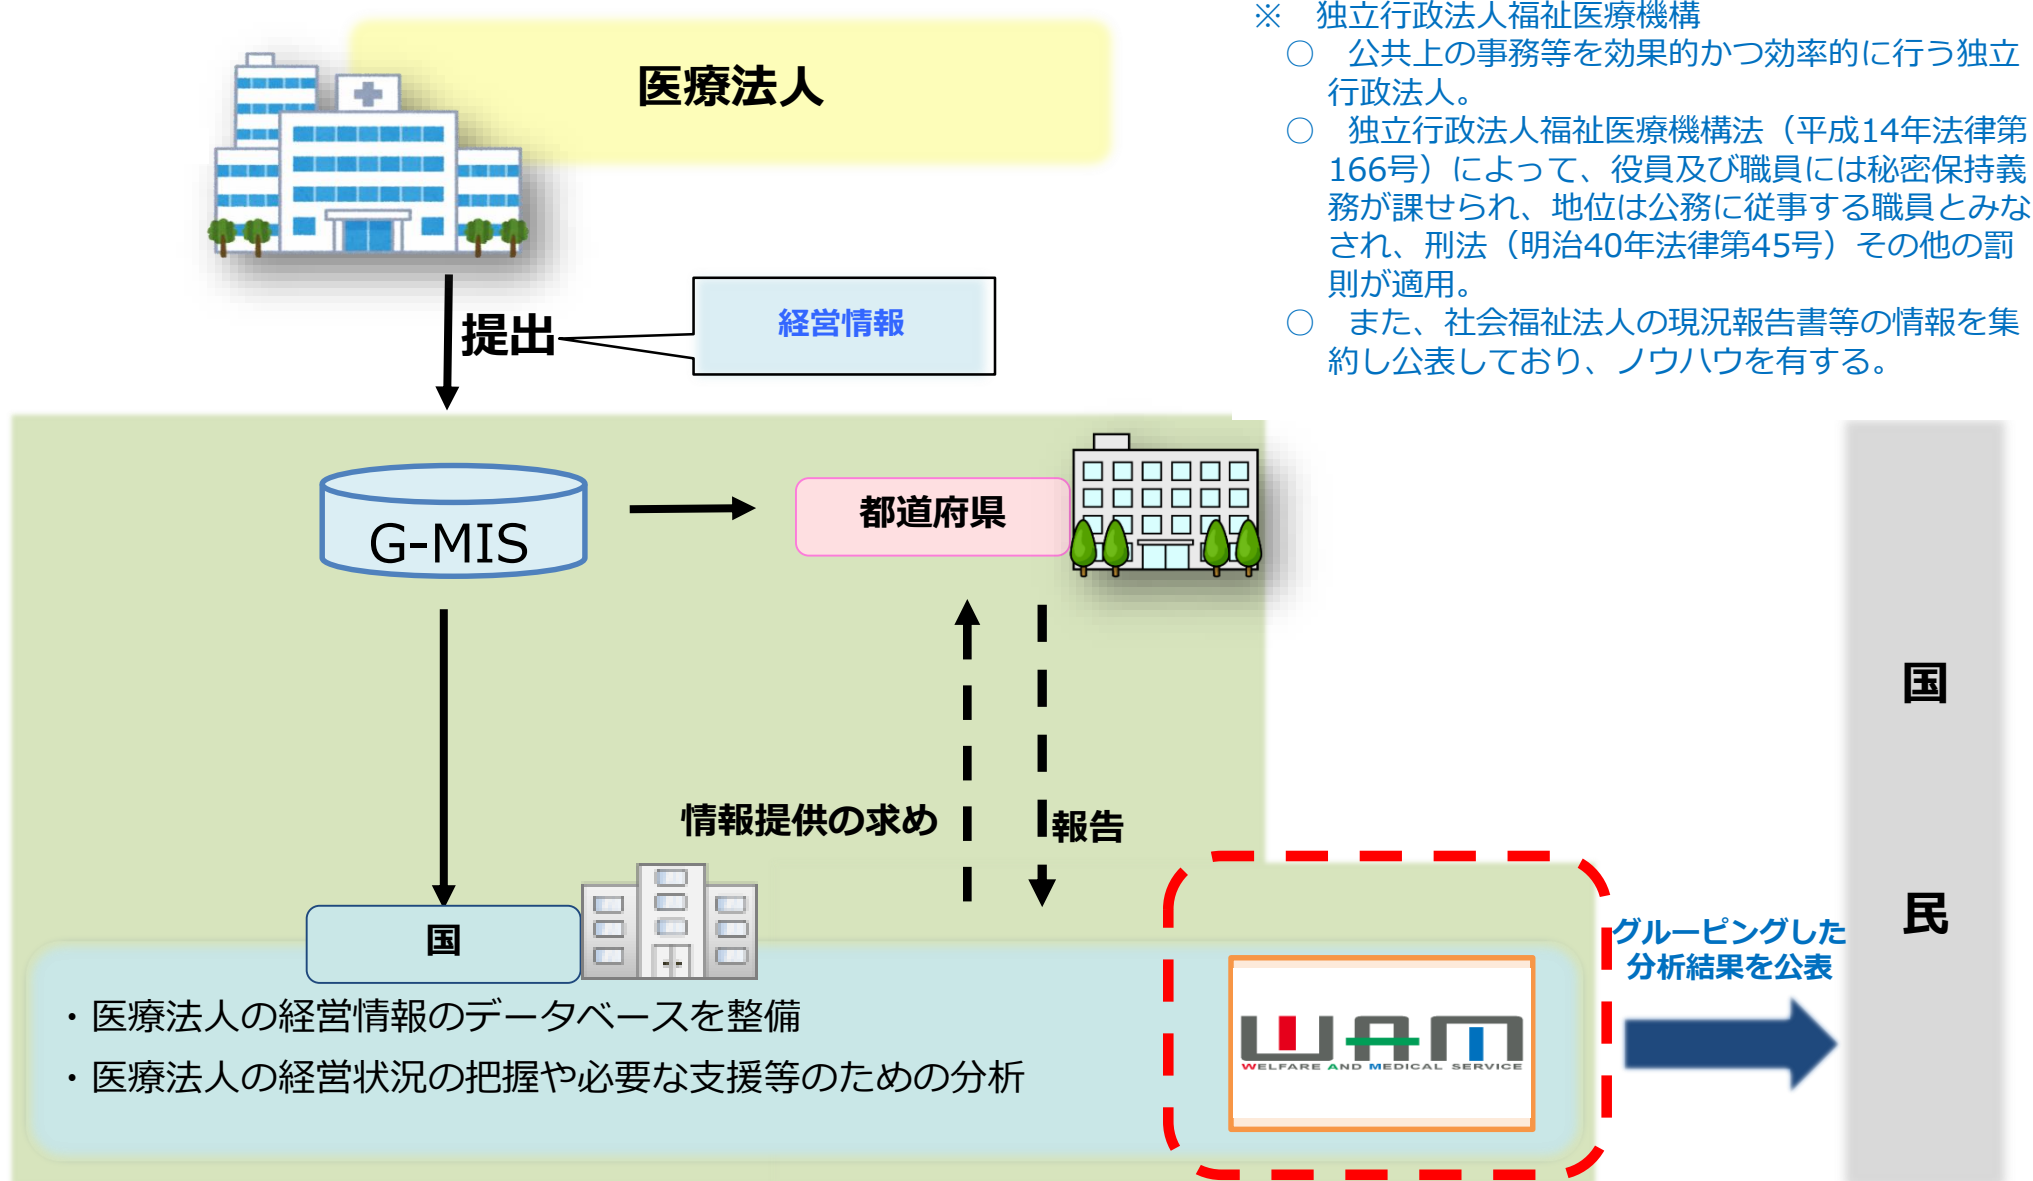 医療法人
※　独立行政法人福祉医療機構
○　公共上の事務等を効果的かつ効率的に行う独立
行政法人。
○　独立行政法人福祉医療機構法（平成14年法律第
166号）によって、役員及び職員には秘密保持義
務が課せられ、地位は公務に従事する職員とみな
され、刑法（明治40年法律第45号）その他の罰
則が適用。
○　また、社会福祉法人の現況報告書等の情報を集
約し公表しており、ノウハウを有する。
提出
経営情報
G-MIS
都道府県
情報提供の求め
報告
国
・医療法人の経営情報のデータベースを整備
・医療法人の経営状況の把握や必要な支援等のための分析
WAM
WELFARE AND MEDICAL SERVICE
グルーピングした
分析結果を公表
国
民